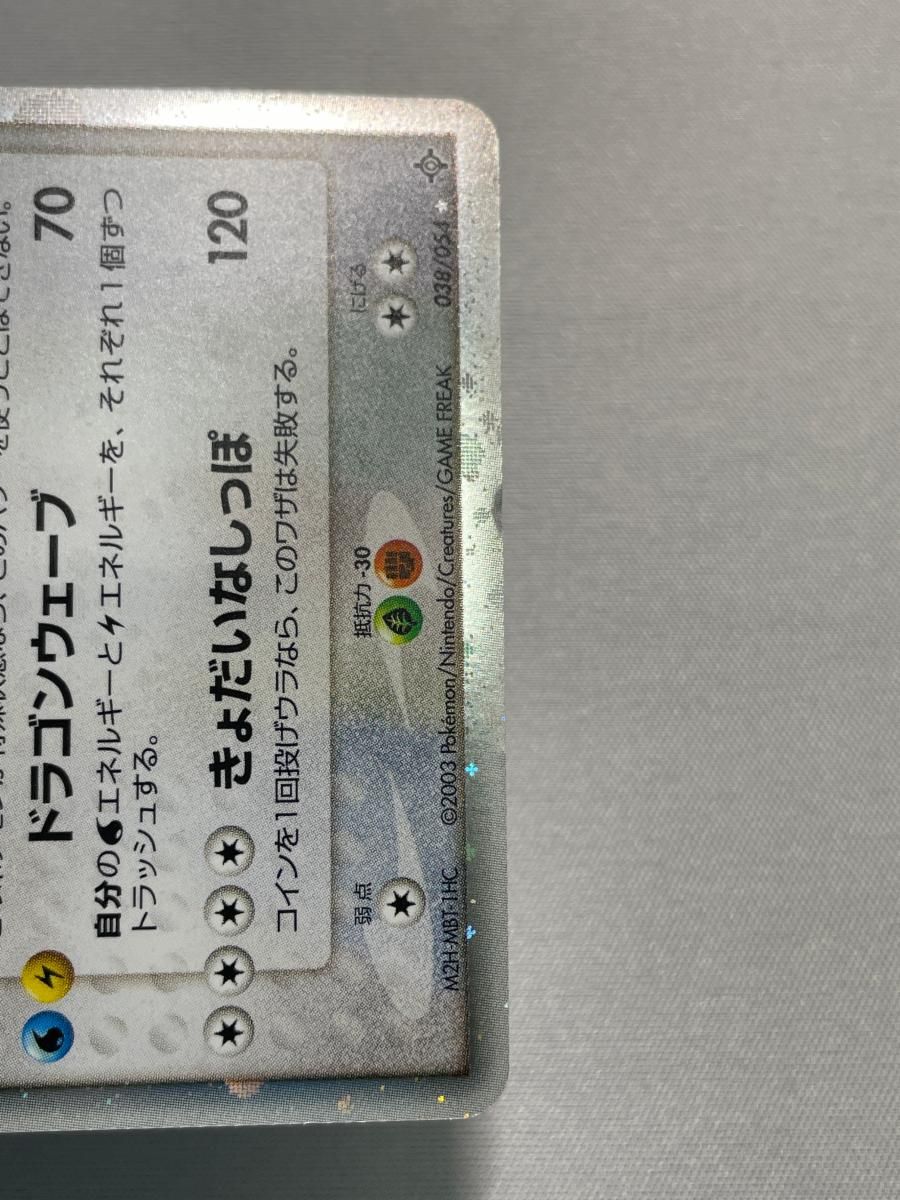 ドラゴンウェーブ 70
自分のエネルギーとエネルギーを、それぞれ1個ずつ
トラッシュする。
きょだいなしっぽ 120
コインを1回投げウラなら、このワザは失敗する。
弱点 抵抗力 -30 にげる
M2H-MBT-1HC ©2003 Pokémon/Nintendo/Creatures/GAME FREAK 038/054 ★